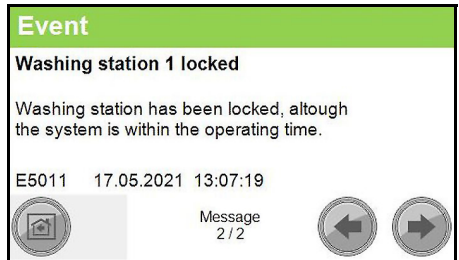 Event
Washing station 1 locked
Washing station has been locked, altough
the system is within the operating time.
E5011 17.05.2021 13:07:19
Message
2 / 2